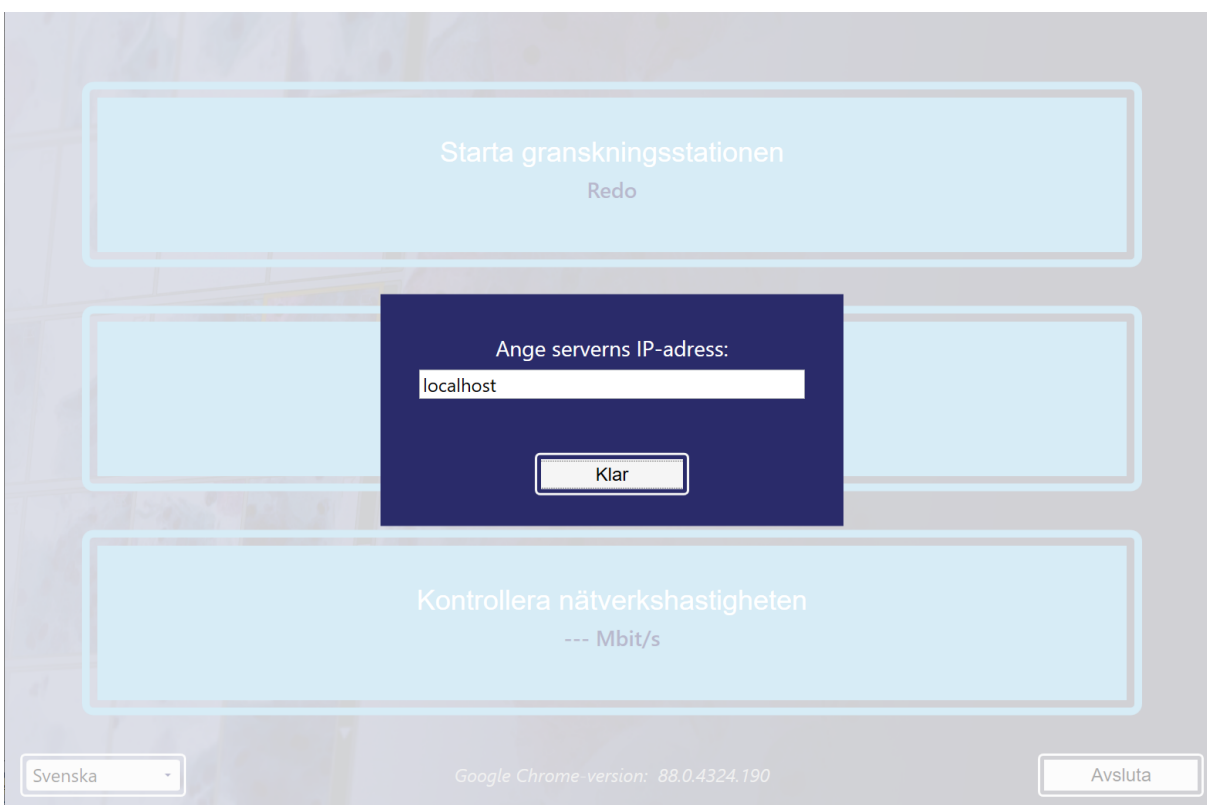 Starta granskningsstationen
Redo
Ange serverns IP-adress:
localhost
Klar
Kontrollera nätverkshastigheten
--- Mbit/s
Svenska
Google Chrome-version: 88.0.4324.190
Avsluta